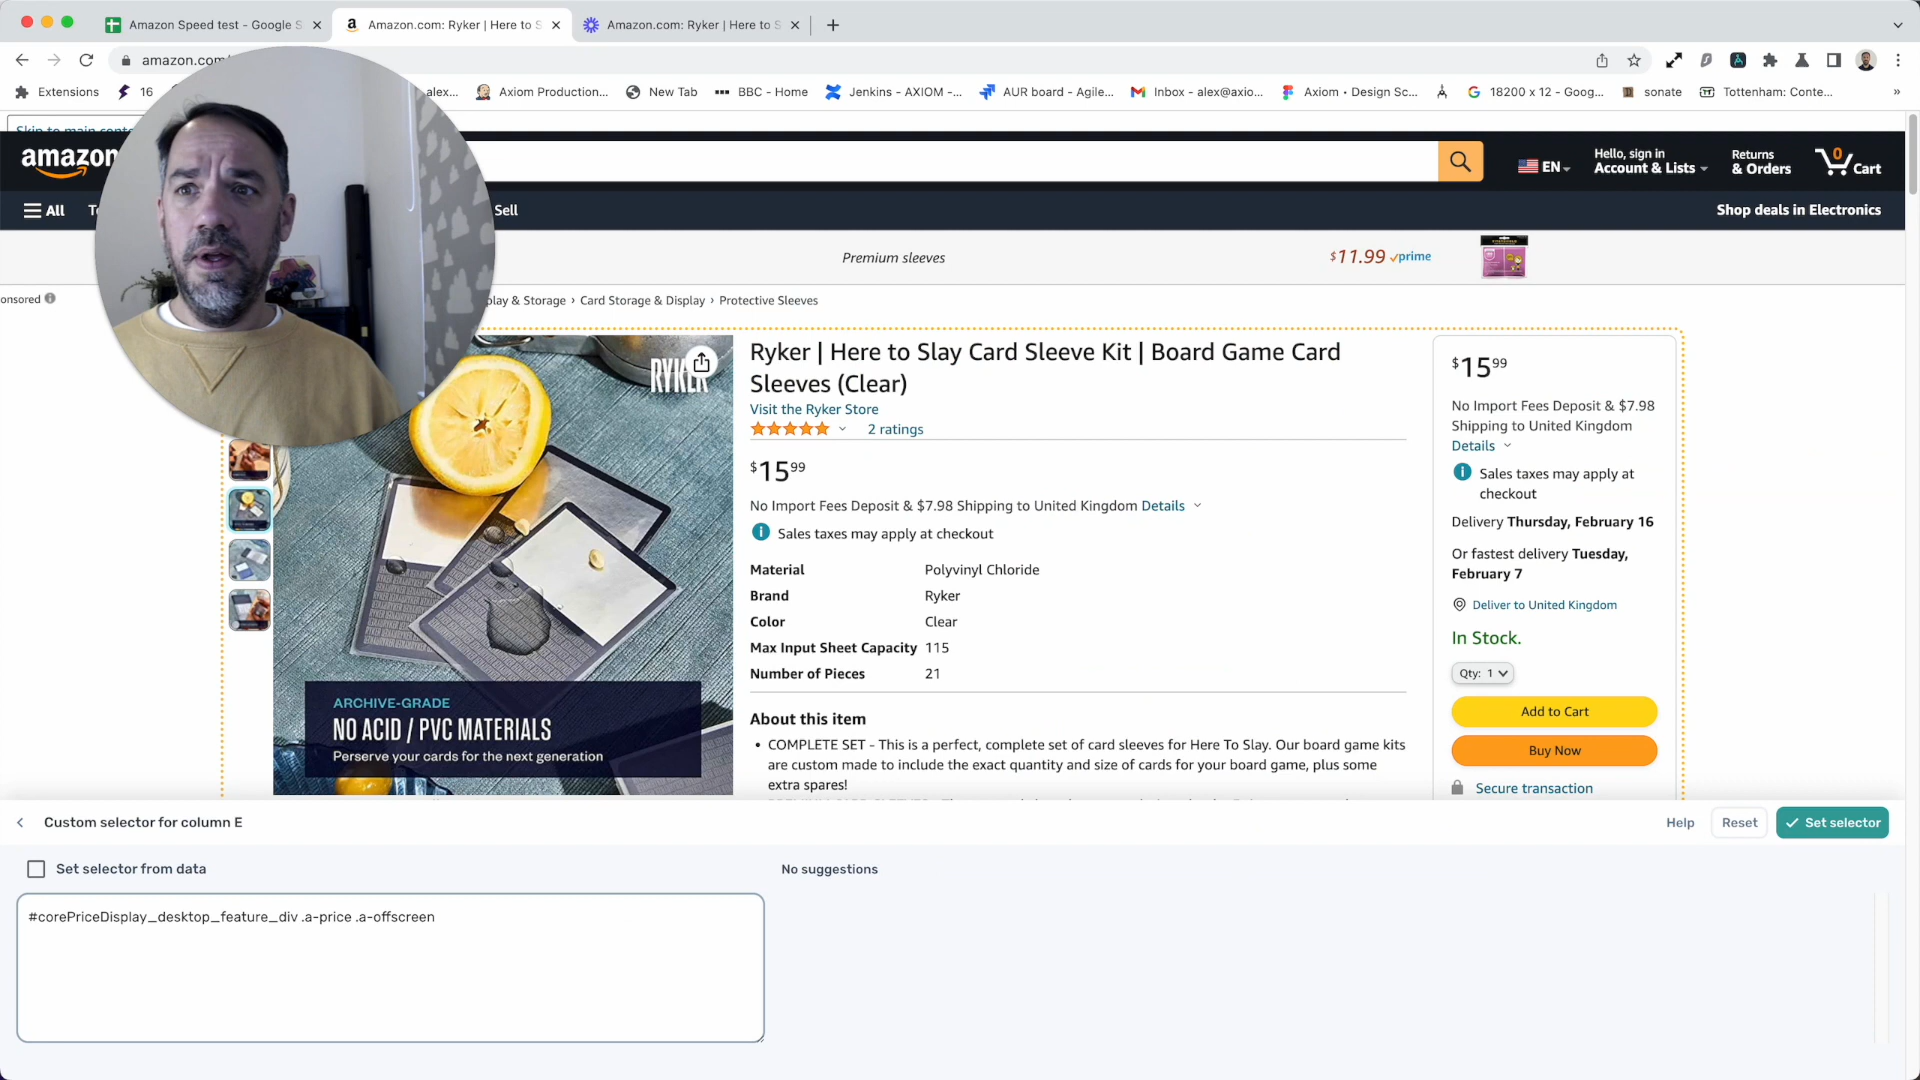 Amazon Speed test - Google S
Amazon.com: Ryker | Here to S
Amazon.com: Ryker | Here to S
amazon.com/
Extensions
16
alex...
Axiom Production...
New Tab
BBC - Home
Jenkins - AXIOM -...
AUR board - Agile...
Inbox - alex@axio...
Axiom • Design Sc...
18200 x 12 - Goog...
sonate
Tottenham: Conte...
»
Skip to main conte
amazon
EN
Hello, sign in
Account & Lists
Returns
& Orders
0
Cart
All
Sell
Shop deals in Electronics
Premium sleeves
$11.99 prime
onsored
play & Storage › Card Storage & Display › Protective Sleeves
RYKER
Ryker | Here to Slay Card Sleeve Kit | Board Game Card
Sleeves (Clear)
Visit the Ryker Store
2 ratings
$15 99
No Import Fees Deposit & $7.98 Shipping to United Kingdom Details
Sales taxes may apply at checkout
Material Polyvinyl Chloride
Brand Ryker
Color Clear
Max Input Sheet Capacity 115
Number of Pieces 21
About this item
• COMPLETE SET - This is a perfect, complete set of card sleeves for Here To Slay. Our board game kits
are custom made to include the exact quantity and size of cards for your board game, plus some
extra spares!
ARCHIVE-GRADE
NO ACID / PVC MATERIALS
Preserve your cards for the next generation
$15 99
No Import Fees Deposit & $7.98
Shipping to United Kingdom
Details
Sales taxes may apply at
checkout
Delivery Thursday, February 16
Or fastest delivery Tuesday,
February 7
Deliver to United Kingdom
In Stock.
Qty: 1
Add to Cart
Buy Now
Secure transaction
Custom selector for column E
Help
Reset
Set selector
Set selector from data
No suggestions
#corePriceDisplay_desktop_feature_div .a-price .a-offscreen